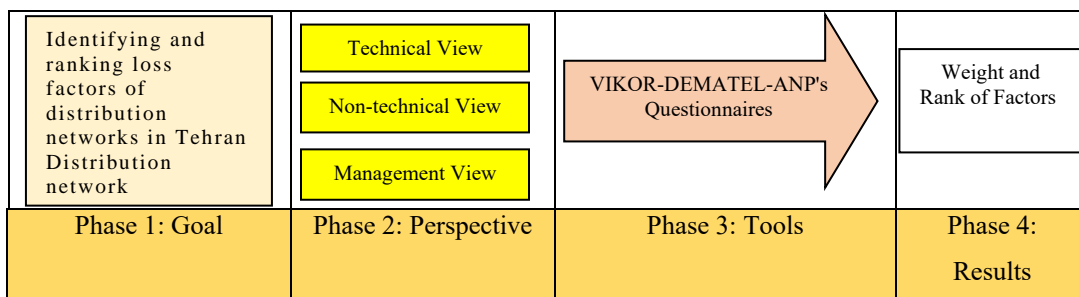 Identifying and
ranking loss
factors of
distribution
networks in Tehran
Distribution
network
Technical View
Non-technical View
Management View
VIKOR-DEMATEL-ANP's
Questionnaires
Weight and
Rank of Factors
Phase 1: Goal
Phase 2: Perspective
Phase 3: Tools
Phase 4:
Results